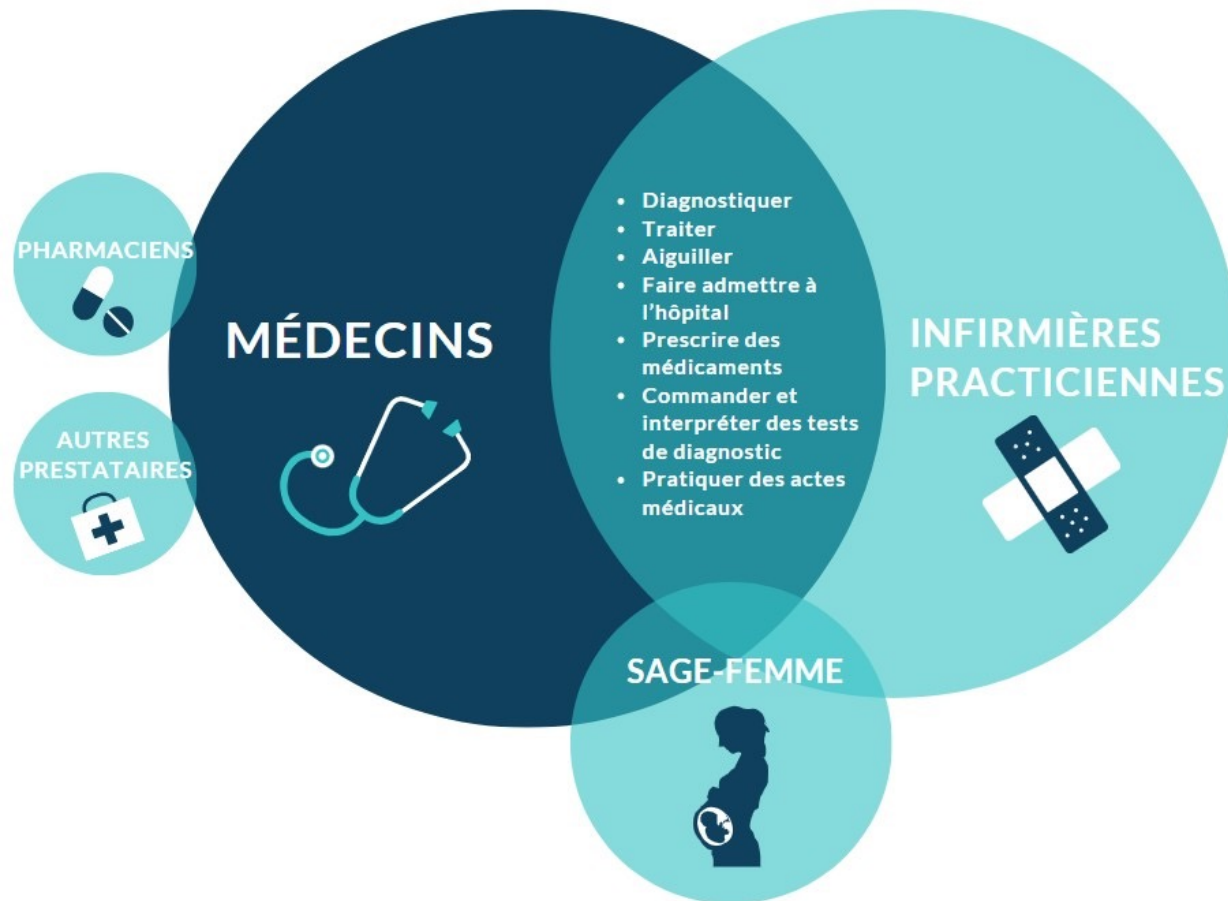 PHARMACIENS
AUTRES
PRESTATAIRES
MÉDECINS
• Diagnostiquer
• Traiter
• Aiguiller
• Faire admettre à
l'hôpital
• Prescrire des
médicaments
• Commander et
interpréter des tests
de diagnostic
• Pratiquer des actes
médicaux
INFIRMIÈRES
PRACTICIENNES
SAGE-FEMME